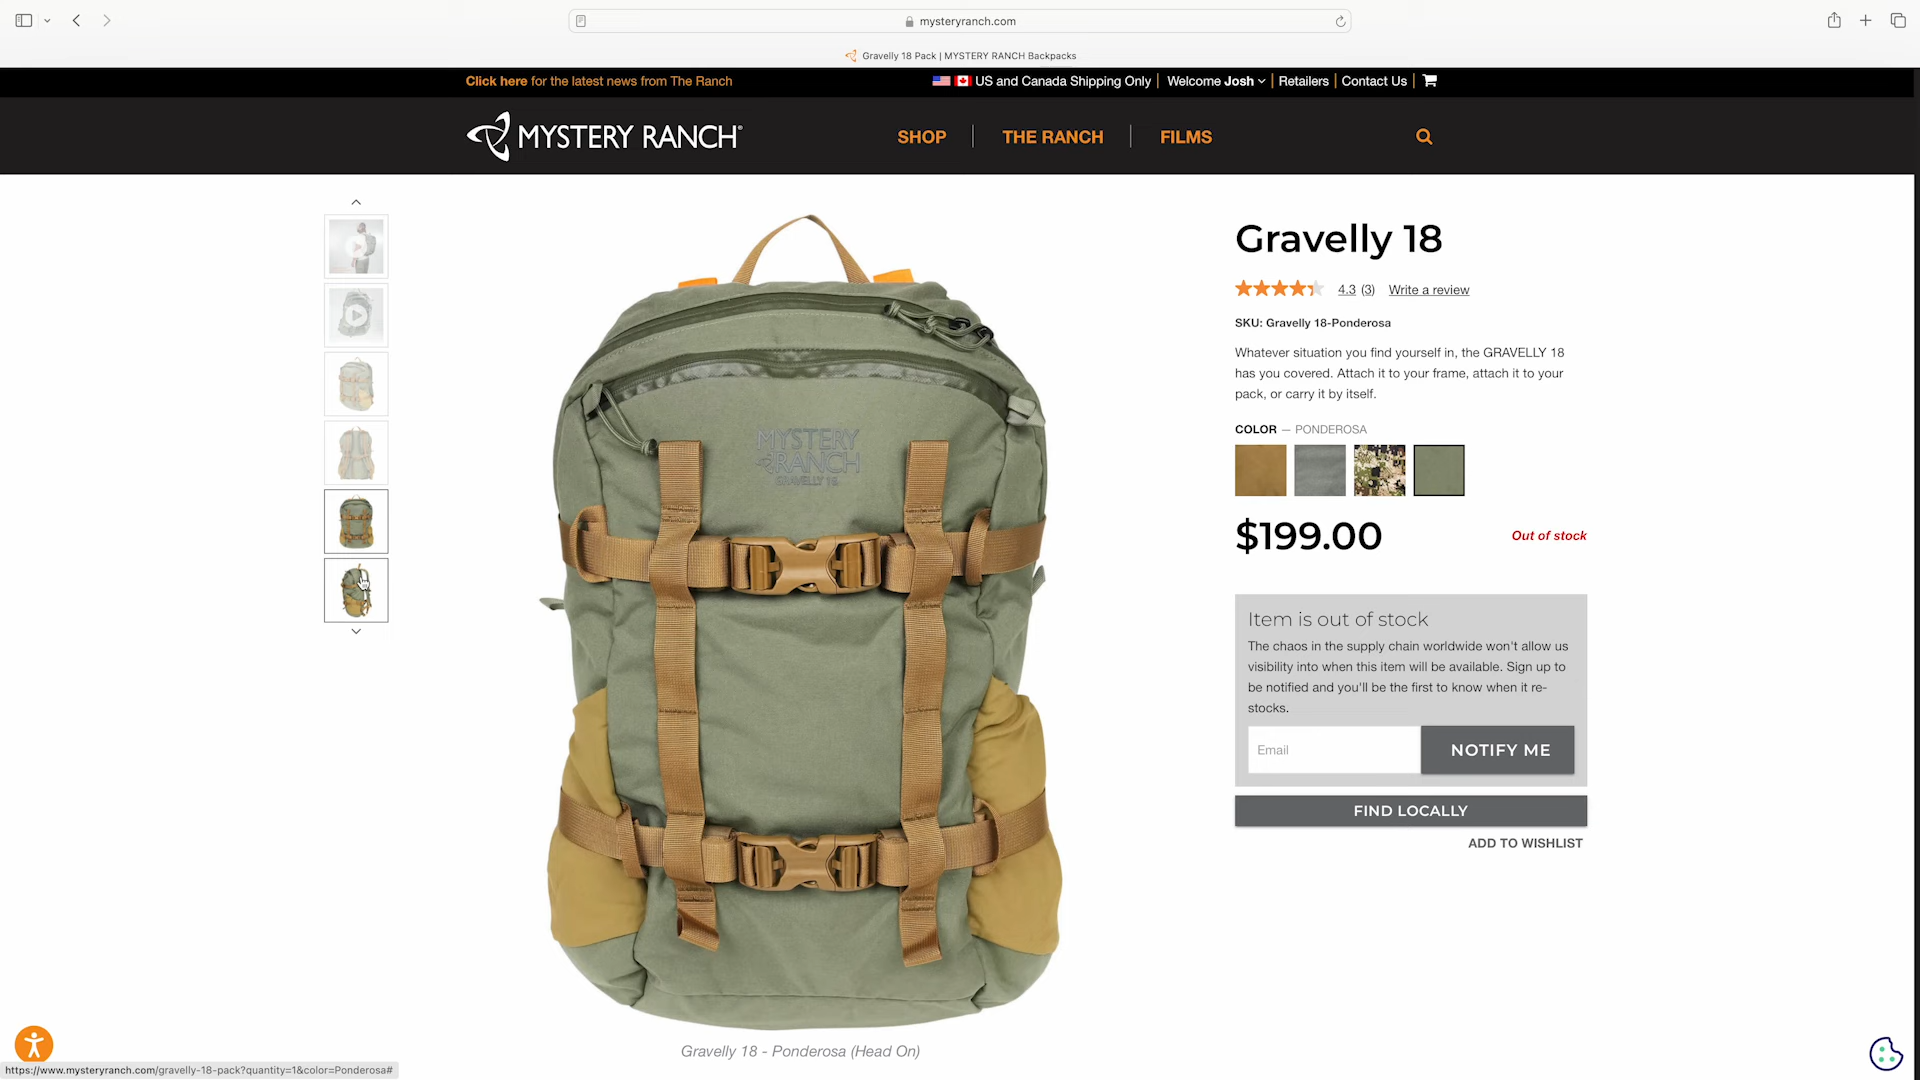 mysteryranch.com
Gravelly 18 Pack | MYSTERY RANCH Backpacks
Click here for the latest news from The Ranch
US and Canada Shipping Only | Welcome Josh | Retailers | Contact Us |
MYSTERY RANCH®
SHOP | THE RANCH | FILMS
MYSTERY
RANCH
GRAVELLY 18
Gravelly 18 - Ponderosa (Head On)
Gravelly 18
4.3 (3) Write a review
SKU: Gravelly 18-Ponderosa
Whatever situation you find yourself in, the GRAVELLY 18
has you covered. Attach it to your frame, attach it to your
pack, or carry it by itself.
COLOR — PONDEROSA
$199.00 Out of stock
Item is out of stock
The chaos in the supply chain worldwide won't allow us
visibility into when this item will be available. Sign up to
be notified and you'll be the first to know when it re-
stocks.
Email NOTIFY ME
FIND LOCALLY
ADD TO WISHLIST
https://www.mysteryranch.com/gravelly-18-pack?quantity=1&color=Ponderosa#